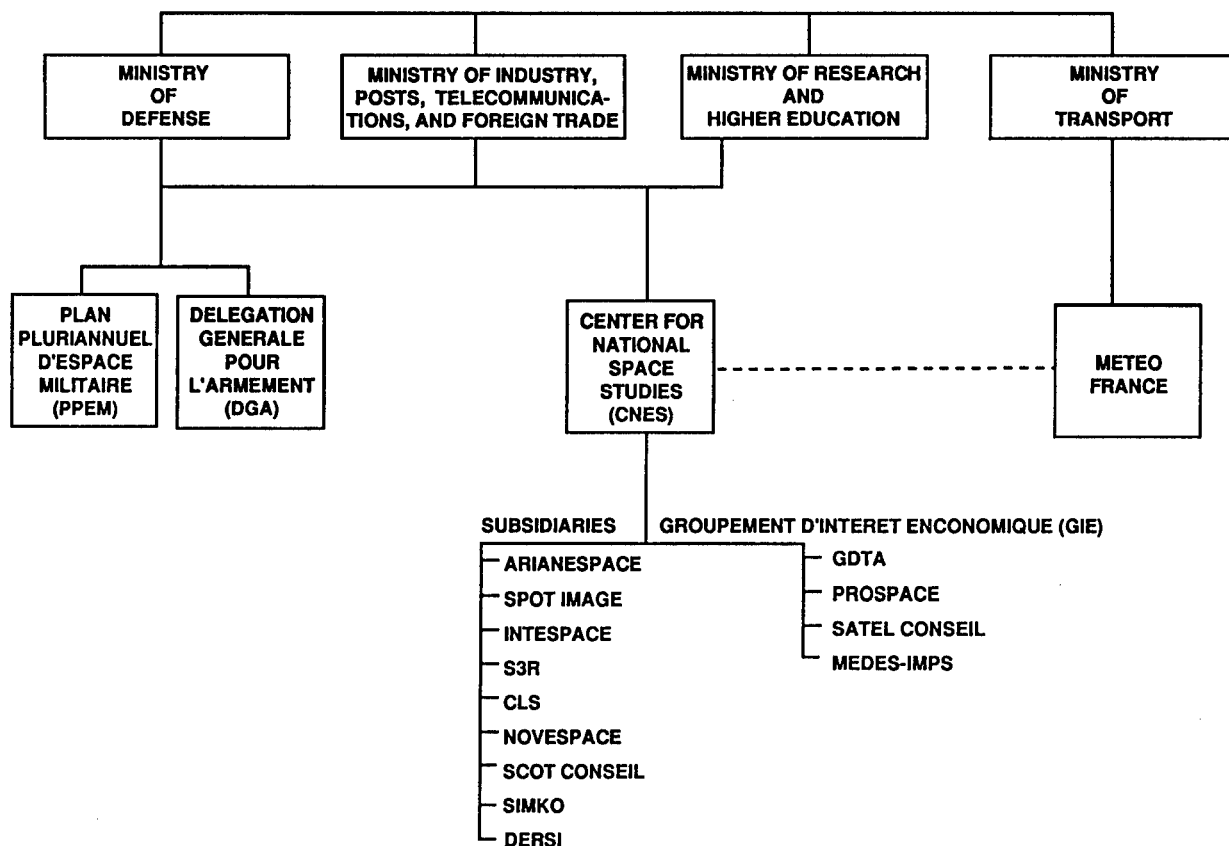 MINISTRY
OF
DEFENSE
MINISTRY OF INDUSTRY,
POSTS, TELECOMMUNICA-
TIONS, AND FOREIGN TRADE
MINISTRY OF RESEARCH
AND
HIGHER EDUCATION
MINISTRY
OF
TRANSPORT
PLAN
PLURIANNUEL
D'ESPACE
MILITAIRE
(PPEM)
DELEGATION
GENERALE
POUR
L'ARMEMENT
(DGA)
CENTER FOR
NATIONAL
SPACE
STUDIES
(CNES)
METEO
FRANCE
SUBSIDIARIES
ARIANESPACE
SPOT IMAGE
INTESPACE
S3R
CLS
NOVESPACE
SCOT CONSEIL
SIMKO
DERSI
GROUPEMENT D'INTERET ENCONOMIQUE (GIE)
GDTA
PROSPACE
SATEL CONSEIL
MEDES-IMPS